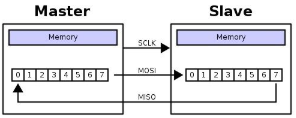 Master Slave
Memory SCLK Memory
0 1 2 3 4 5 6 7 MOSI 0 1 2 3 4 5 6 7
MISO